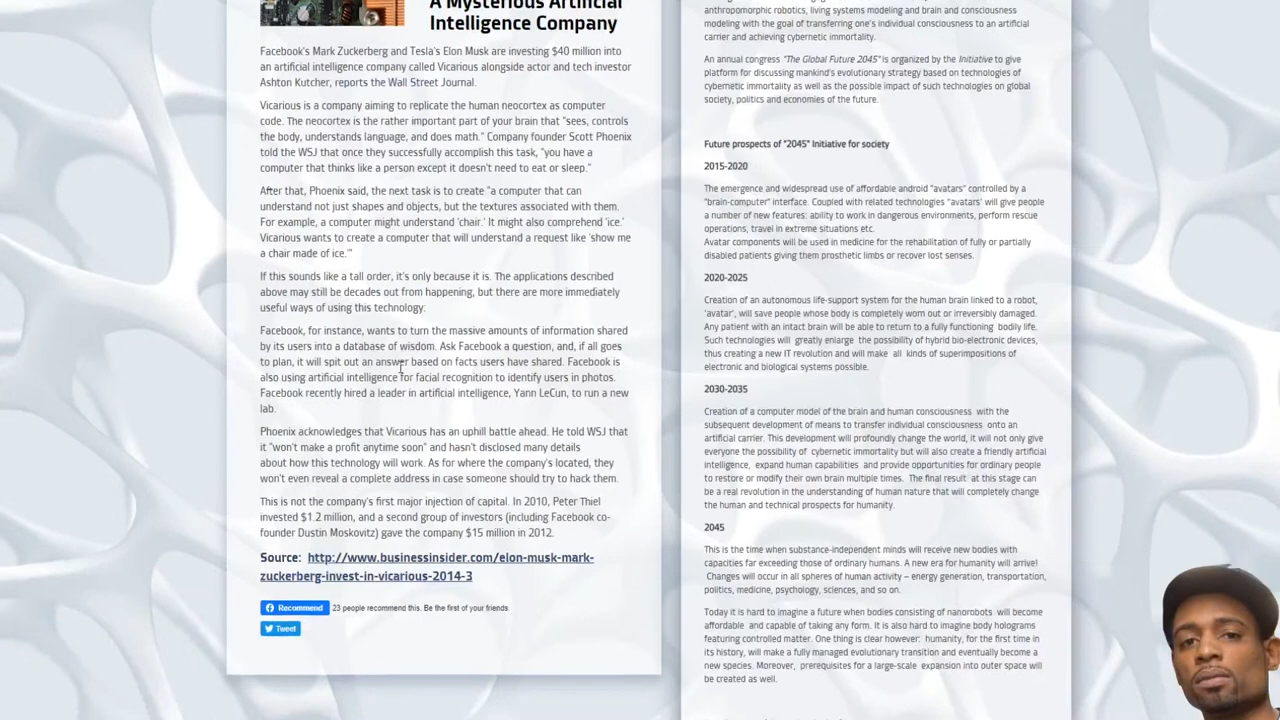 A Mysterious Artificial
Intelligence Company
Facebook's Mark Zuckerberg and Tesla's Elon Musk are investing $40 million into
an artificial intelligence company called Vicarious alongside actor and tech investor
Ashton Kutcher, reports the Wall Street Journal.
Vicarious is a company aiming to replicate the human neocortex as computer
code. The neocortex is the rather important part of your brain that "sees, controls
the body, understands language, and does math." Company founder Scott Phoenix
told the WSJ that once they successfully accomplish this task, "you have a
computer that thinks like a person except it doesn't need to eat or sleep."
After that, Phoenix said, the next task is to create "a computer that can
understand not just shapes and objects, but the textures associated with them.
For example, a computer might understand 'chair.' It might also comprehend 'ice.'
Vicarious wants to create a computer that will understand a request like 'show me
a chair made of ice.'"
If this sounds like a tall order, it's only because it is. The applications described
above may still be decades out from happening, but there are more immediately
useful ways of using this technology:
Facebook, for instance, wants to turn the massive amounts of information shared
by its users into a database of wisdom. Ask Facebook a question, and, if all goes
to plan, it will spit out an answer based on facts users have shared. Facebook is
also using artificial intelligence for facial recognition to identify users in photos.
Facebook recently hired a leader in artificial intelligence, Yann LeCun, to run a new
lab.
Phoenix acknowledges that Vicarious has an uphill battle ahead. He told WSJ that
it "won't make a profit anytime soon" and hasn't disclosed many details
about how this technology will work. As for where the company's located, they
won't even reveal a complete address in case someone should try to hack them.
This is not the company's first major injection of capital. In 2010, Peter Thiel
invested $1.2 million, and a second group of investors (including Facebook co-
founder Dustin Moskovitz) gave the company $15 million in 2012.
Source: http://www.businessinsider.com/elon-musk-mark-
zuckerberg-invest-in-vicarious-2014-3
Recommend 23 people recommend this. Be the first of your friends.
Tweet
anthropomorphic robotics, living systems modeling and brain and consciousness
modeling with the goal of transferring one's individual consciousness to an artificial
carrier and achieving cybernetic immortality.
An annual congress "The Global Future 2045" is organized by the Initiative to give
platform for discussing mankind's evolutionary strategy based on technologies of
cybernetic immortality as well as the possible impact of such technologies on global
society, politics and economies of the future.
Future prospects of "2045" Initiative for society
2015-2020
The emergence and widespread use of affordable android "avatars" controlled by a
"brain-computer" interface. Coupled with related technologies "avatars' will give people
a number of new features: ability to work in dangerous environments, perform rescue
operations, travel in extreme situations etc.
Avatar components will be used in medicine for the rehabilitation of fully or partially
disabled patients giving them prosthetic limbs or recover lost senses.
2020-2025
Creation of an autonomous life-support system for the human brain linked to a robot,
'avatar', will save people whose body is completely worn out or irreversibly damaged.
Any patient with an intact brain will be able to return to a fully functioning bodily life.
Such technologies will greatly enlarge the possibility of hybrid bio-electronic devices,
thus creating a new IT revolution and will make all kinds of superimpositions of
electronic and biological systems possible.
2030-2035
Creation of a computer model of the brain and human consciousness with the
subsequent development of means to transfer individual consciousness onto an
artificial carrier. This development will profoundly change the world, it will not only give
everyone the possibility of cybernetic immortality but will also create a friendly artificial
intelligence, expand human capabilities and provide opportunities for ordinary people
to restore or modify their own brain multiple times. The final result at this stage can
be a real revolution in the understanding of human nature that will completely change
the human and technical prospects for humanity.
2045
This is the time when substance-independent minds will receive new bodies with
capacities far exceeding those of ordinary humans. A new era for humanity will arrive!
Changes will occur in all spheres of human activity – energy generation, transportation,
politics, medicine, psychology, sciences, and so on.
Today it is hard to imagine a future when bodies consisting of nanorobots will become
affordable and capable of taking any form. It is also hard to imagine body holograms
featuring controlled matter. One thing is clear however: humanity, for the first time in
its history, will make a fully managed evolutionary transition and eventually become a
new species. Moreover, prerequisites for a large-scale expansion into outer space will
be created as well.